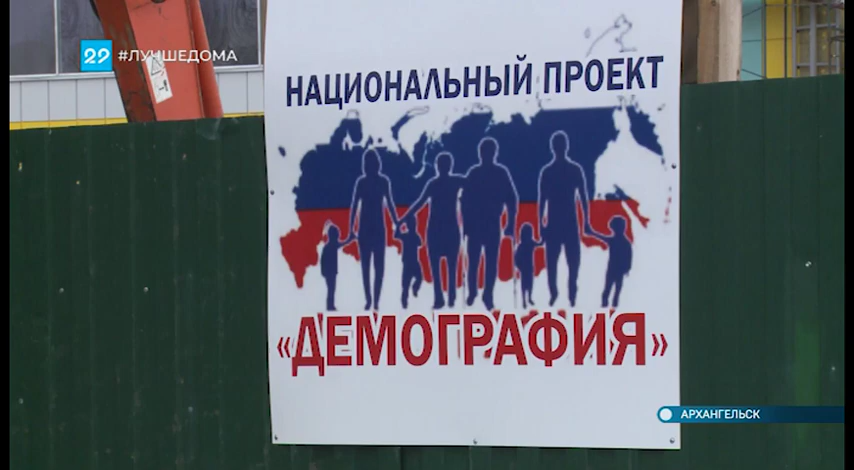 29 #ЛУЧШЕДОМА
НАЦИОНАЛЬНЫЙ ПРОЕКТ
«ДЕМОГРАФИЯ»
АРХАНГЕЛЬСК